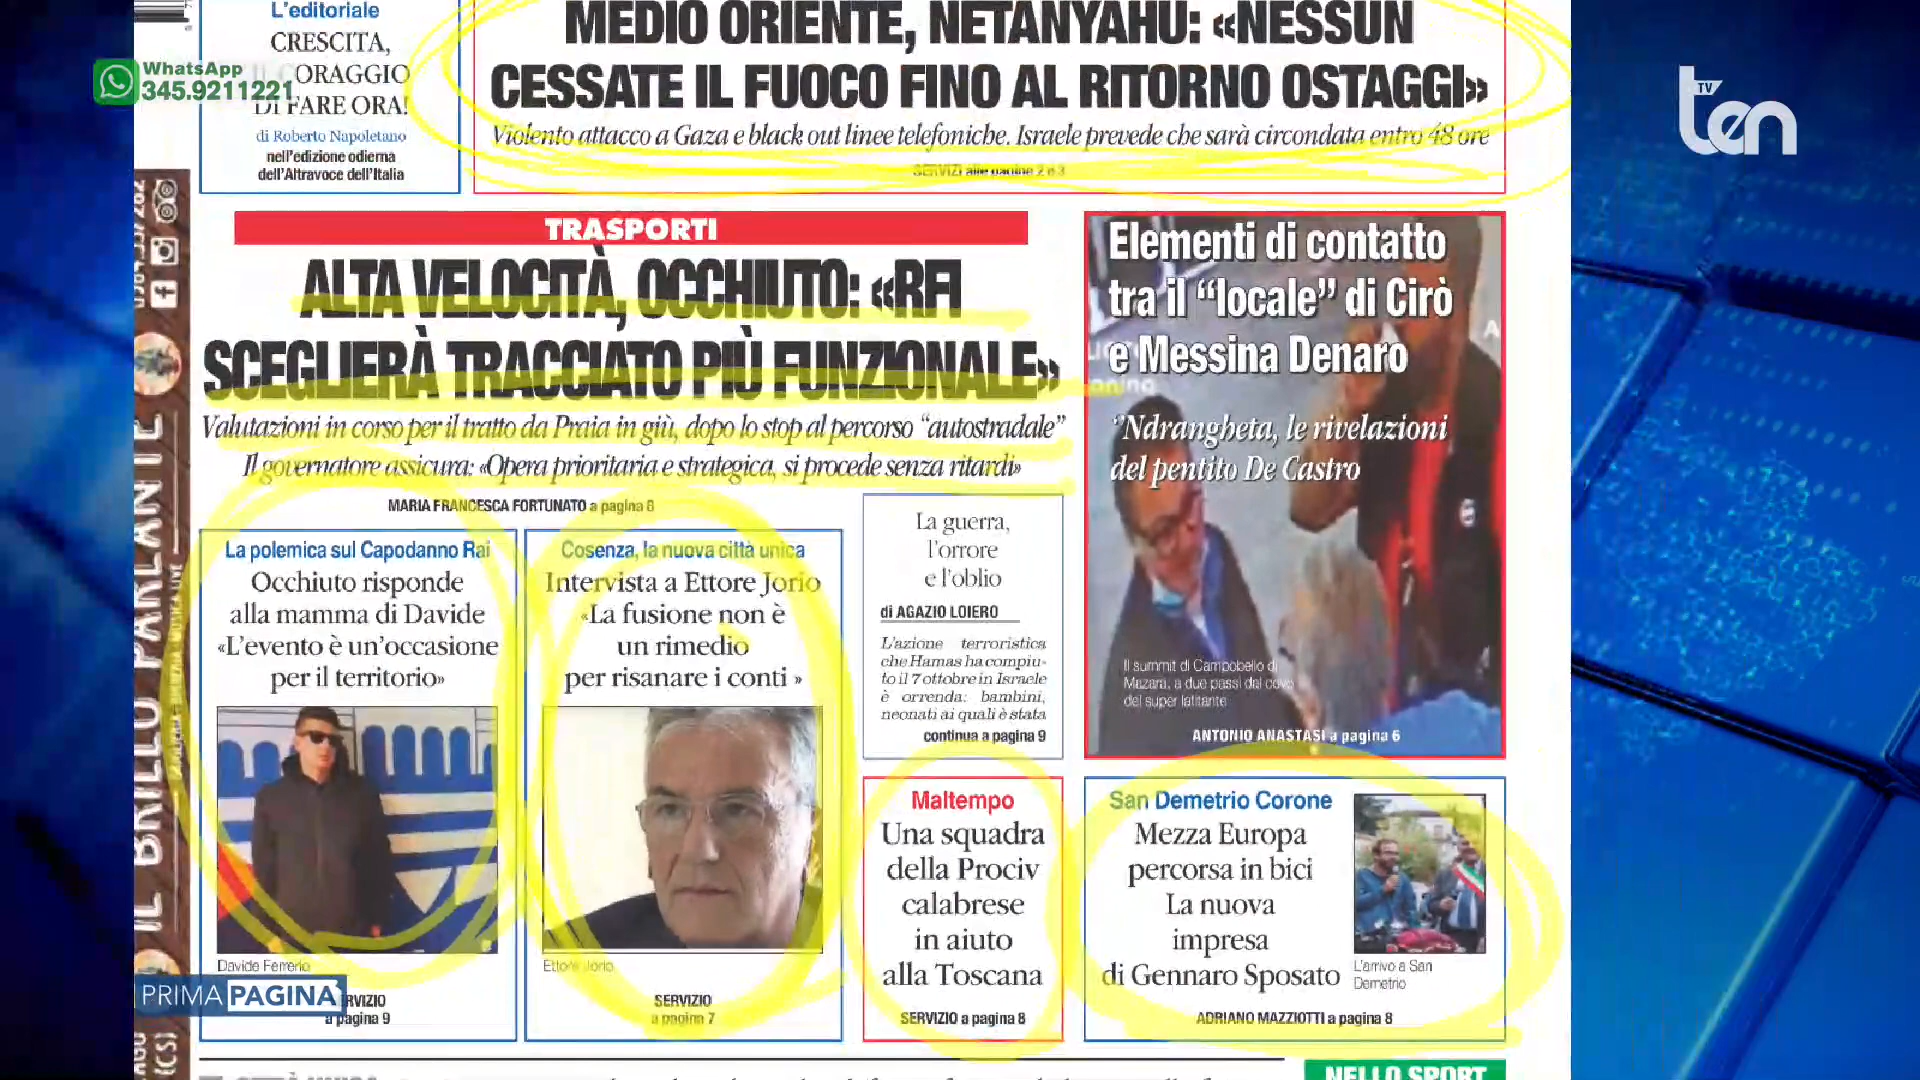 L'editoriale
CRESCITA,
ORAGGIO
DI FARE ORA!
di Roberto Napoletano
nell'edizione odierna
dell'Altravoce dell'Italia
WhatsApp
345.9211221
MEDIO ORIENTE, NETANYAHU: «NESSUN
CESSATE IL FUOCO FINO AL RITORNO OSTAGGI»
Violento attacco a Gaza e black out linee telefoniche. Israele prevede che sarà circondata entro 48 ore
SERVIZI alle pagine 2 e 3
TV
ten
TRASPORTI
ALTA VELOCITÀ, OCCHIUTO: «RFI
SCEGLIERÀ TRACCIATO PIÙ FUNZIONALE»
Valutazioni in corso per il tratto da Praia in giù, dopo lo stop al percorso “autostradale”
Il governatore assicura: «Opera prioritaria e strategica, si procede senza ritardi»
MARIA FRANCESCA FORTUNATO a pagina 8
Elementi di contatto
tra il “locale” di Cirò
e Messina Denaro
'Ndrangheta, le rivelazioni
del pentito De Castro
Il summit di Campobello di
Mazara, a due passi dal covo
del super latitante
ANTONIO ANASTASI a pagina 6
La polemica sul Capodanno Rai
Occhiuto risponde
alla mamma di Davide
«L'evento è un'occasione
per il territorio»
Davide Ferrerio
RVIZIO
a pagina 9
Cosenza, la nuova città unica
Intervista a Ettore Jorio
«La fusione non è
un rimedio
per risanare i conti »
Ettore Jorio
SERVIZIO
a pagina 7
La guerra,
l'orrore
e l'oblio
di AGAZIO LOIERO
L'azione terroristica
che Hamas ha compiu-
to il 7 ottobre in Israele
è orrenda: bambini,
neonati ai quali è stata
continua a pagina 9
Maltempo
Una squadra
della Prociv
calabrese
in aiuto
alla Toscana
SERVIZIO a pagina 8
San Demetrio Corone
Mezza Europa
percorsa in bici
La nuova
impresa
di Gennaro Sposato
L'arrivo a San
Demetrio
ADRIANO MAZZIOTTI a pagina 8
IL BRILLO PARLANTE
PRIMA PAGINA
NELLO SPORT